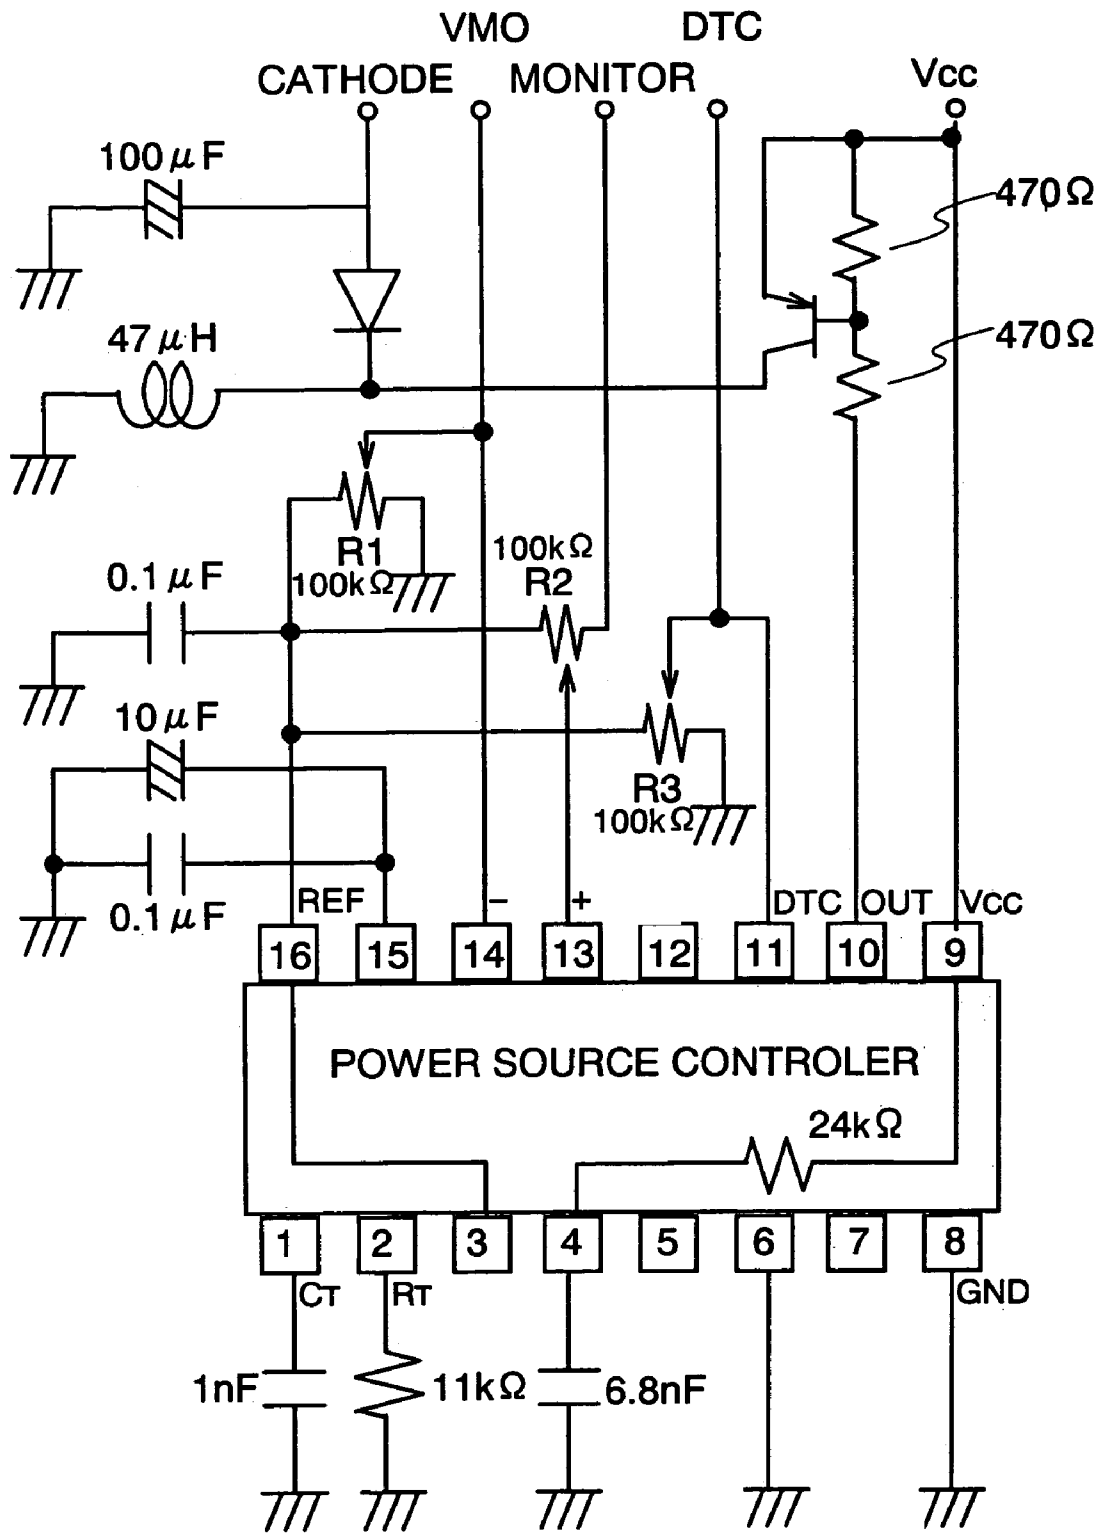 VMO DTC
CATHODE MONITOR Vcc
100μF
470Ω
47μH
470Ω
R1
100kΩ
100kΩ
R2
0.1μF
10μF
R3
100kΩ
0.1μF
REF - + DTC OUT Vcc
16 15 14 13 12 11 10 9
POWER SOURCE CONTROLER
24kΩ
1 2 3 4 5 6 7 8
CT RT GND
1nF 11kΩ 6.8nF